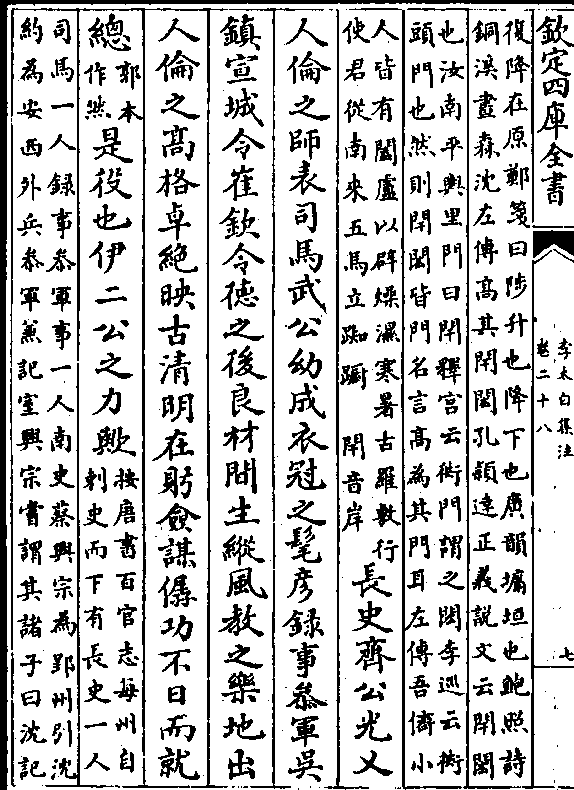 欽定四庫全書
李太白集注
卷二十八
七
復降在原鄭箋曰陟升也降下也廣韻墉垣也鮑照詩
銅溪晝森沈左傳髙其閈閎孔穎達正義說文云閈閎
也汝南平輿里門曰閈釋宫云衖門謂之閎李巡云衖
頭門也然則閈閎皆門名言髙為其門耳左傳吾儕小
人皆有闔廬以辟燥濕寒暑古羅敷行
使君從南來五馬立踟蹰 閈音岸
長史齊公光乂
人倫之師表司馬武公幼成衣冠之髦彥録事叅軍吳
鎮宣城令崔欽令徳之後良材間生縱風敎之樂地出
人倫之髙格卓絶映古清明在躬僉謀僝功不日而就
總
郭本
作然
是役也伊二公之力歟
按唐書百官志每州自
刺史而下有長史一人
司馬一人録事叅軍事一人南史蔡興宗為郢州引沈
約為安西外兵叅軍兼記室興宗嘗謂其諸子曰沈記